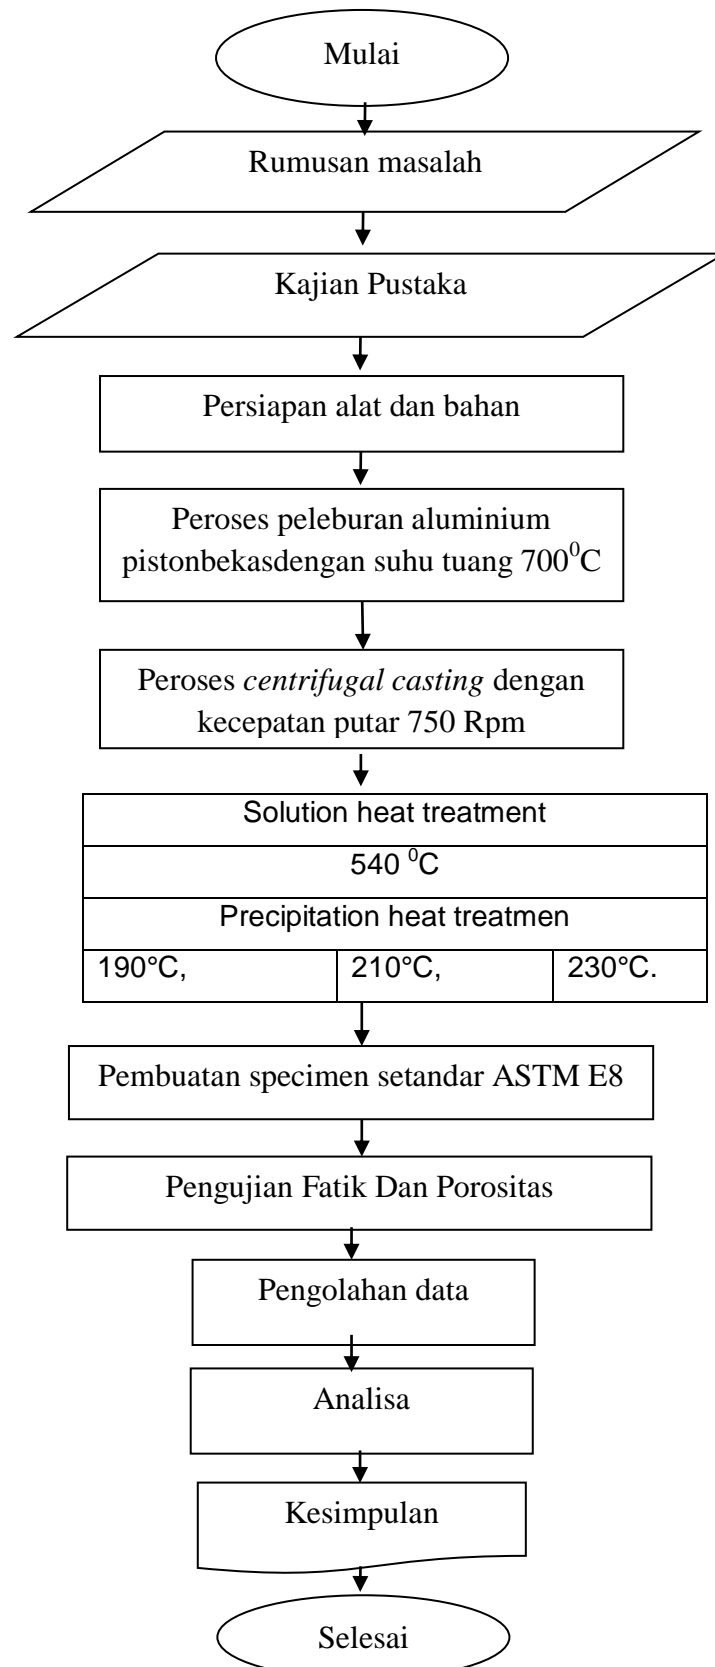 Mulai
Rumusan masalah
Kajian Pustaka
Persiapan alat dan bahan
Peroses peleburan aluminium
pistonbekasdengan suhu tuang 700⁰C
Peroses centrifugal casting dengan
kecepatan putar 750 Rpm
Solution heat treatment
540 ⁰C
Precipitation heat treatmen
190°C, 210°C, 230°C.
Pembuatan specimen setandar ASTM E8
Pengujian Fatik Dan Porositas
Pengolahan data
Analisa
Kesimpulan
Selesai